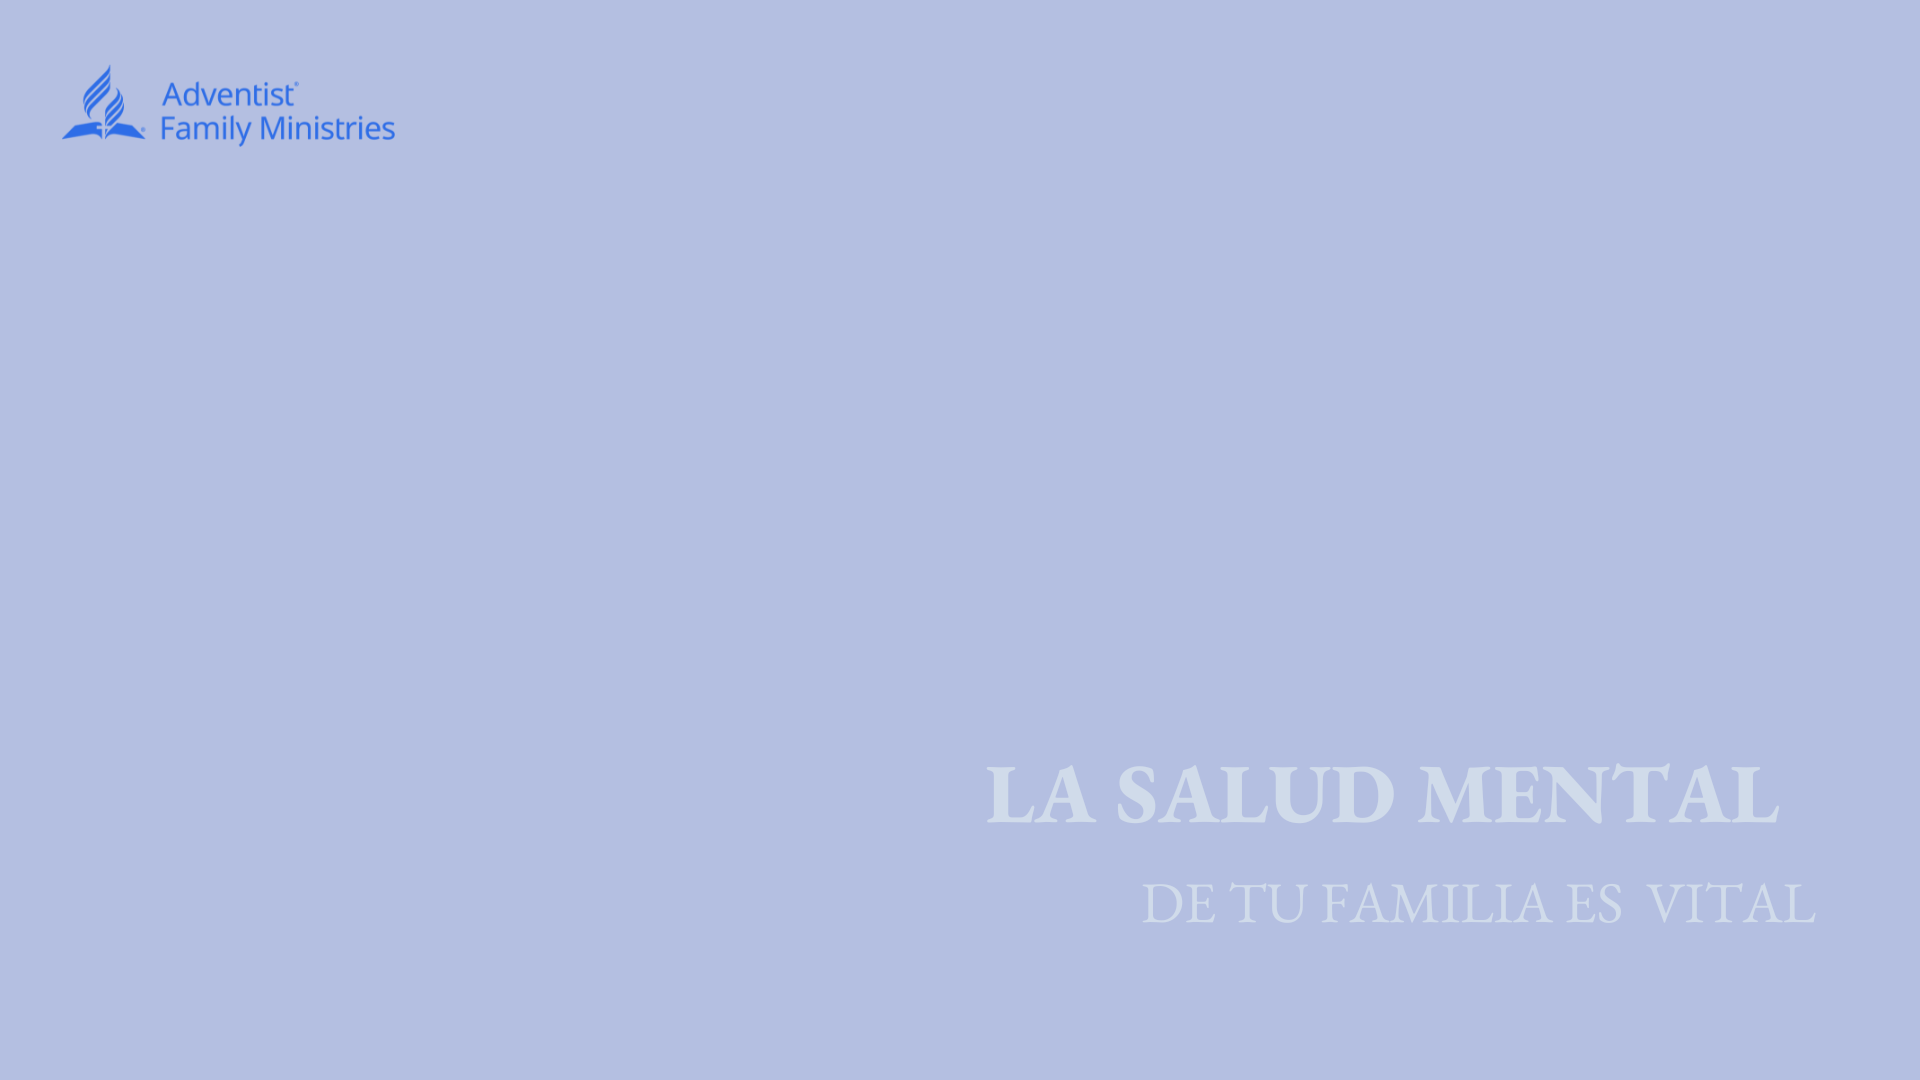 Adventist®
Family Ministries
LA SALUD MENTAL
DE TU FAMILIA ES VITAL